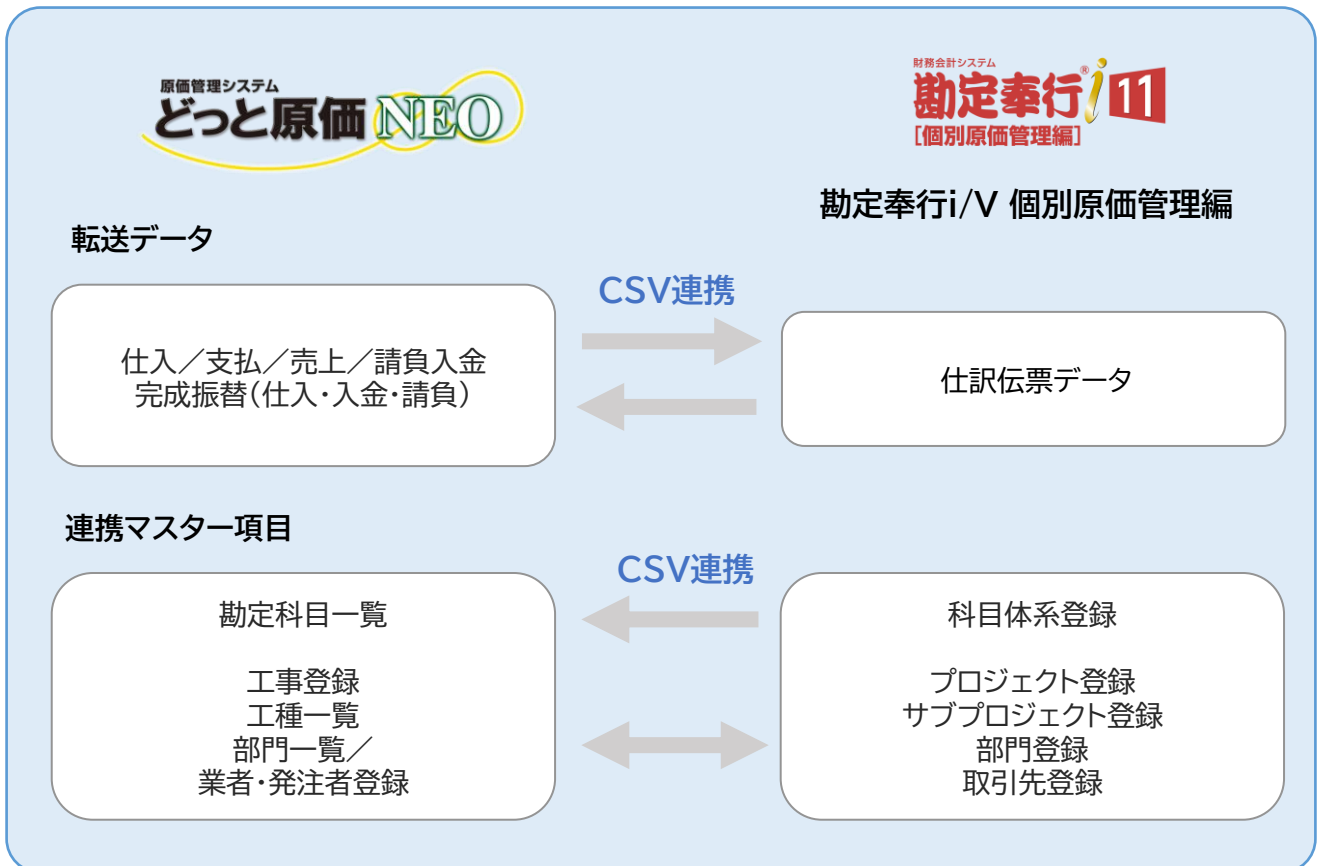 原価管理システム
どっと原価 NEO
財務会計システム
勘定奉行®i 11
[個別原価管理編]
勘定奉行i/V 個別原価管理編
転送データ
CSV連携
仕入／支払／売上／請負入金
完成振替(仕入・入金・請負)
仕訳伝票データ
連携マスター項目
CSV連携
勘定科目一覧
工事登録
工種一覧
部門一覧／
業者・発注者登録
科目体系登録
プロジェクト登録
サブプロジェクト登録
部門登録
取引先登録